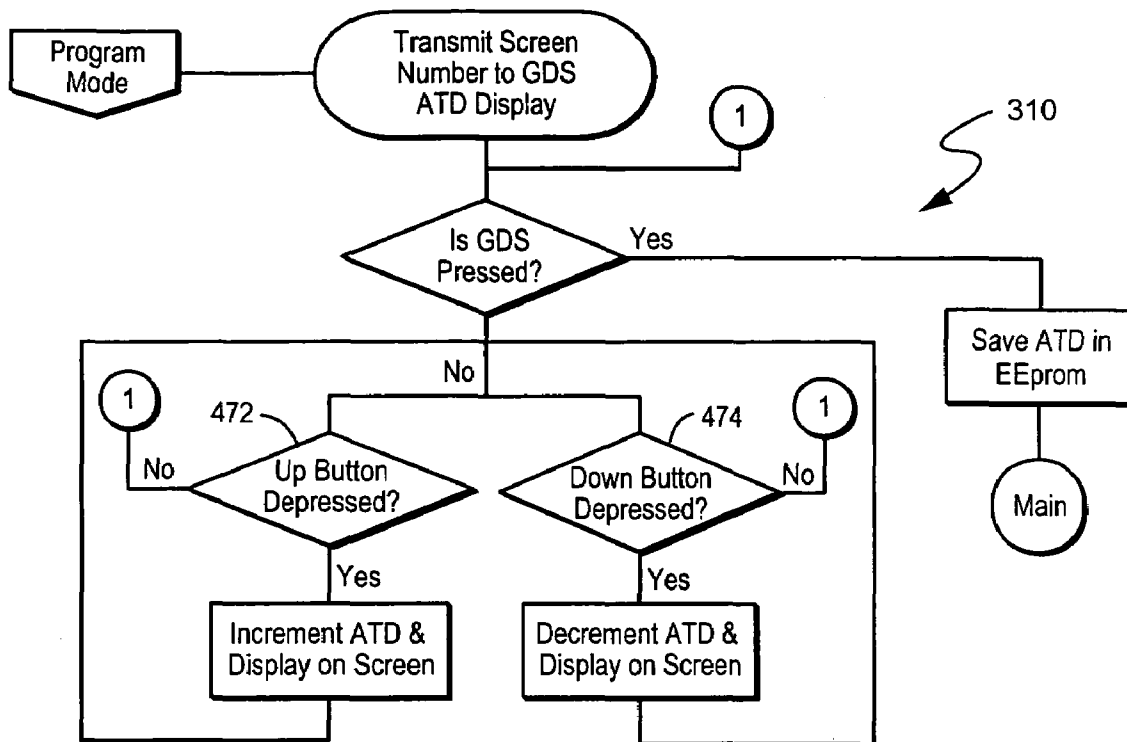 Program
Mode
Transmit Screen
Number to GDS
ATD Display
1
310
Is GDS
Pressed?
Yes
Save ATD in
EEprom
Main
No
1
472
No
Up Button
Depressed?
Yes
Increment ATD &
Display on Screen
474
1
Down Button
Depressed?
No
Yes
Decrement ATD &
Display on Screen